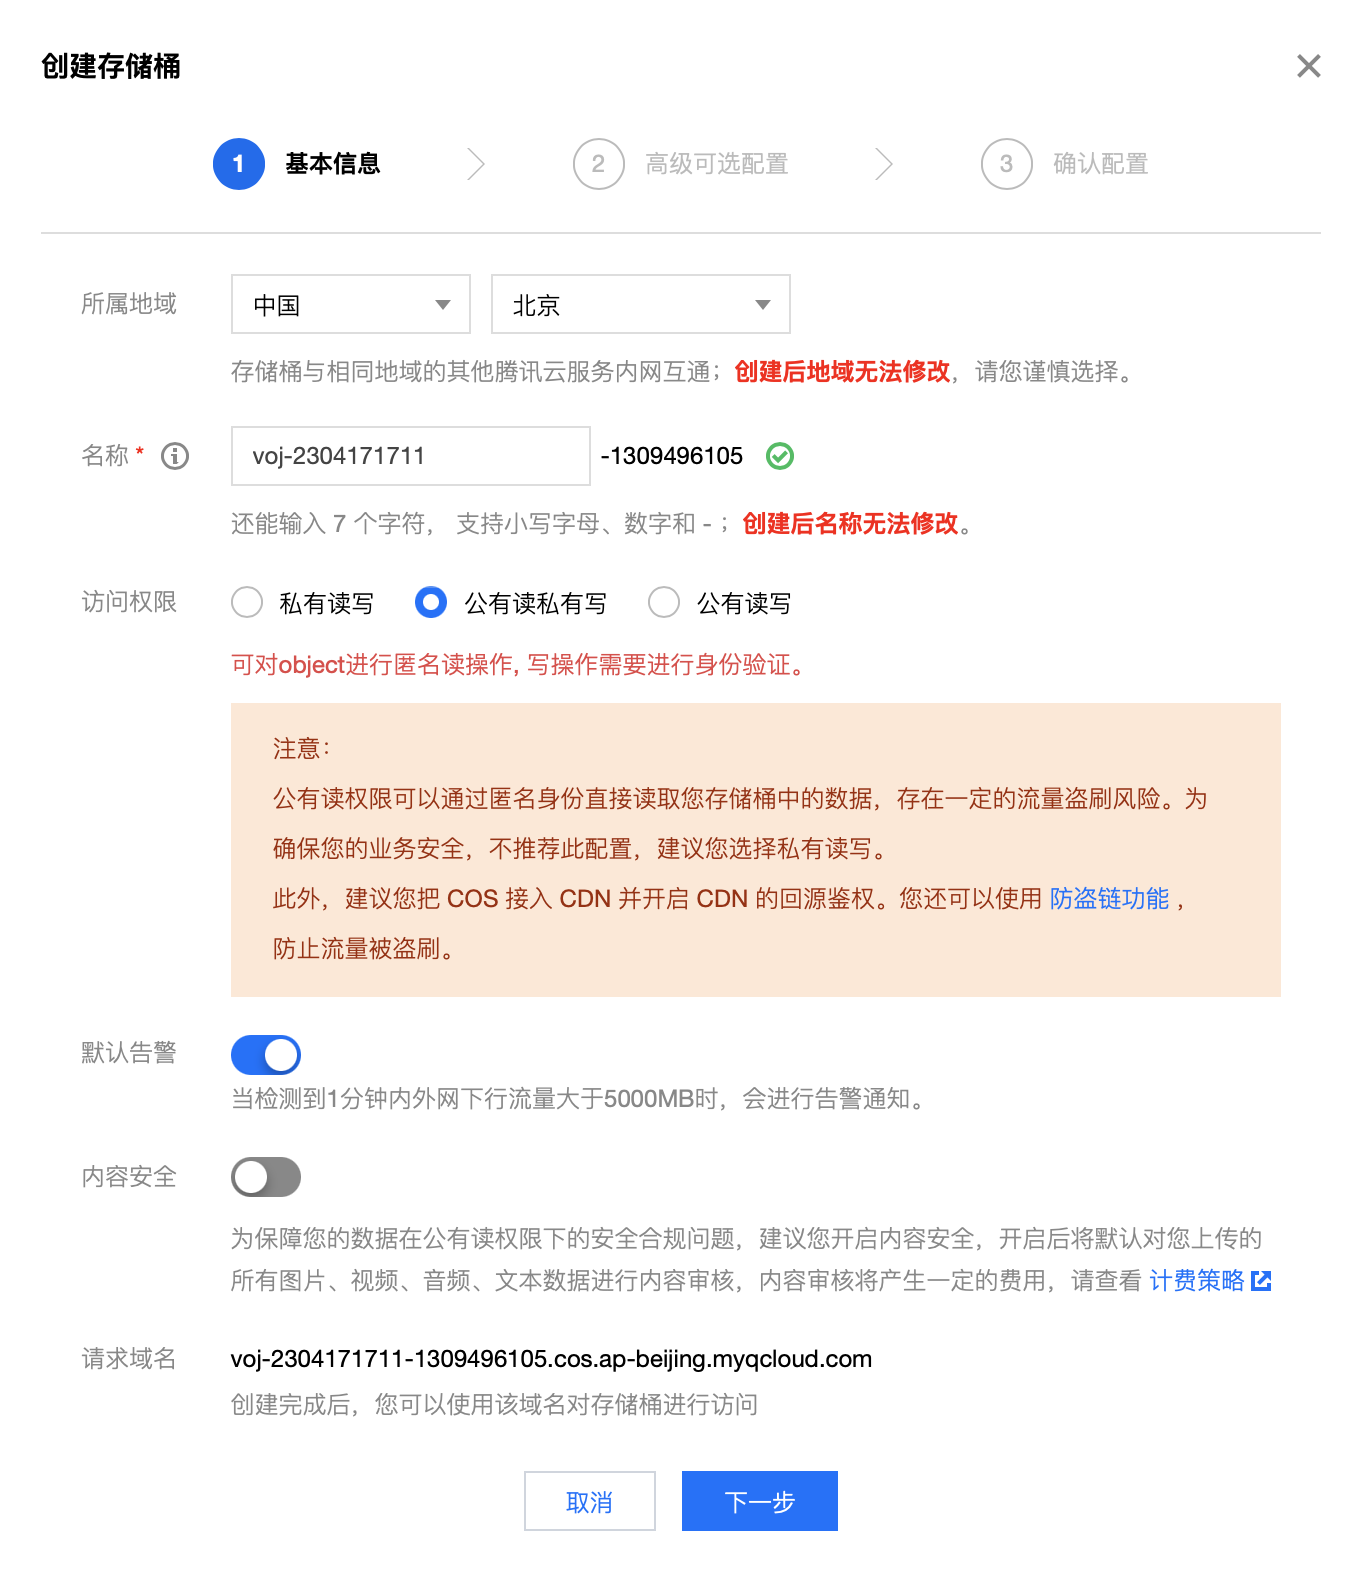 创建存储桶
1 基本信息 2 高级可选配置 3 确认配置
所属地域 中国 北京
存储桶与相同地域的其他腾讯云服务内网互通；创建后地域无法修改，请您谨慎选择。
名称 * voj-2304171711 -1309496105
还能输入 7 个字符， 支持小写字母、数字和 - ；创建后名称无法修改。
访问权限 私有读写 公有读私有写 公有读写
可对object进行匿名读操作, 写操作需要进行身份验证。
注意：
公有读权限可以通过匿名身份直接读取您存储桶中的数据，存在一定的流量盗刷风险。为
确保您的业务安全，不推荐此配置，建议您选择私有读写。
此外，建议您把 COS 接入 CDN 并开启 CDN 的回源鉴权。您还可以使用 防盗链功能 ，
防止流量被盗刷。
默认告警
当检测到1分钟内外网下行流量大于5000MB时，会进行告警通知。
内容安全
为保障您的数据在公有读权限下的安全合规问题，建议您开启内容安全，开启后将默认对您上传的
所有图片、视频、音频、文本数据进行内容审核，内容审核将产生一定的费用，请查看 计费策略
请求域名 voj-2304171711-1309496105.cos.ap-beijing.myqcloud.com
创建完成后，您可以使用该域名对存储桶进行访问
取消 下一步